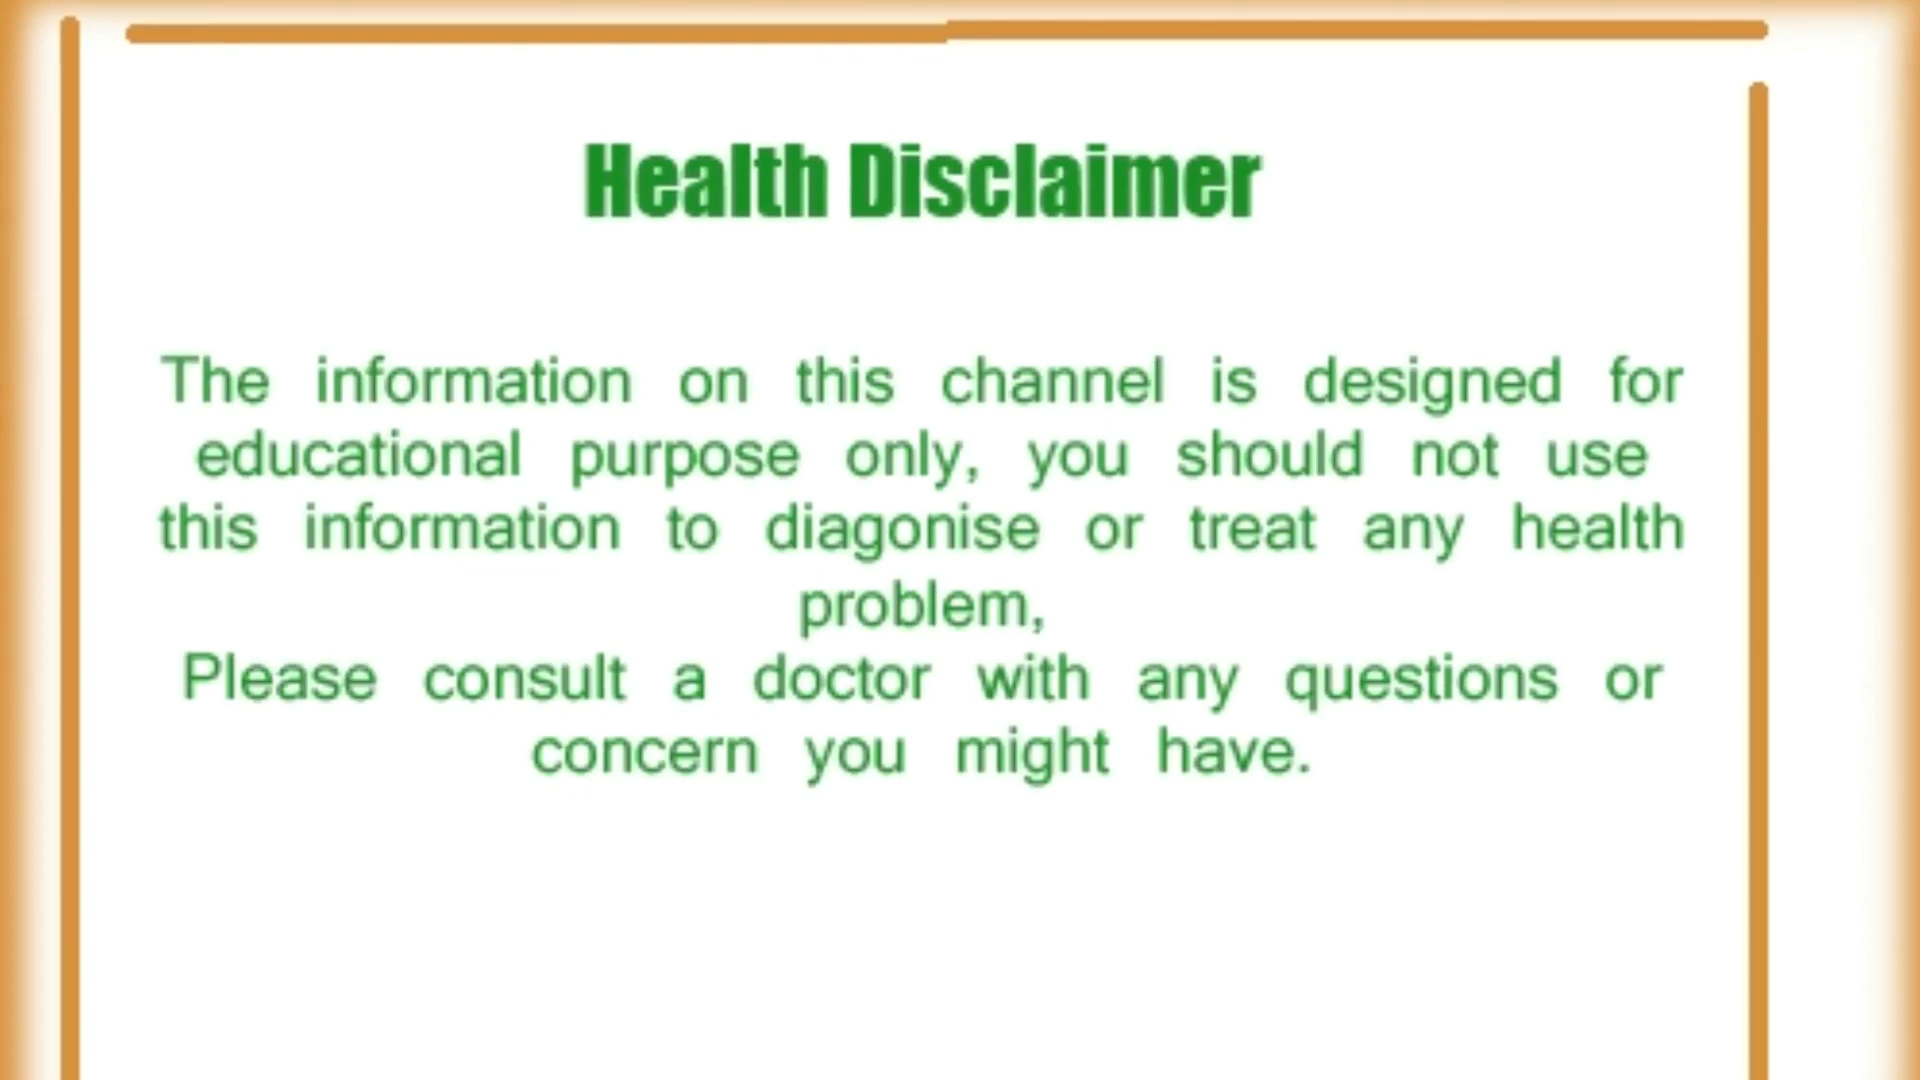 Health Disclaimer
The information on this channel is designed for
educational purpose only, you should not use
this information to diagonise or treat any health
problem,
Please consult a doctor with any questions or
concern you might have.